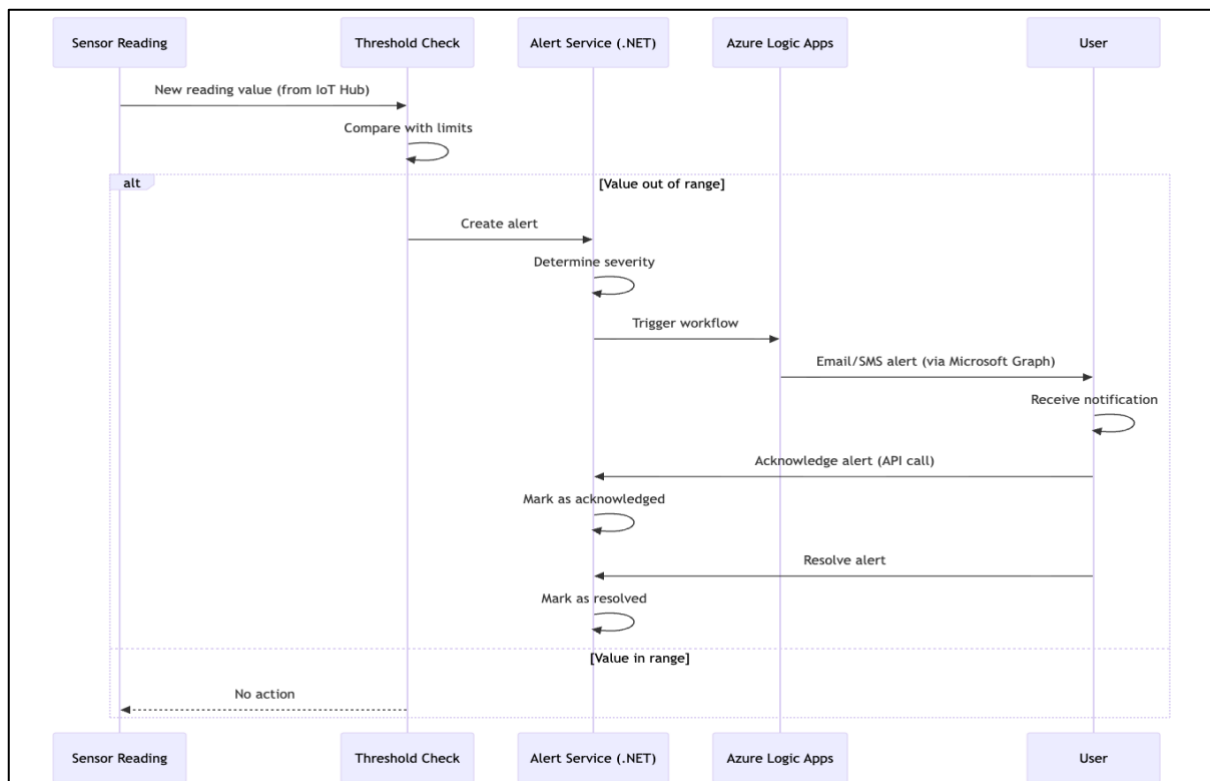 Sensor Reading
Threshold Check
Alert Service (.NET)
Azure Logic Apps
User
New reading value (from IoT Hub)
Compare with limits
alt
[Value out of range]
Create alert
Determine severity
Trigger workflow
Email/SMS alert (via Microsoft Graph)
Receive notification
Acknowledge alert (API call)
Mark as acknowledged
Resolve alert
Mark as resolved
[Value in range]
No action
Sensor Reading
Threshold Check
Alert Service (.NET)
Azure Logic Apps
User